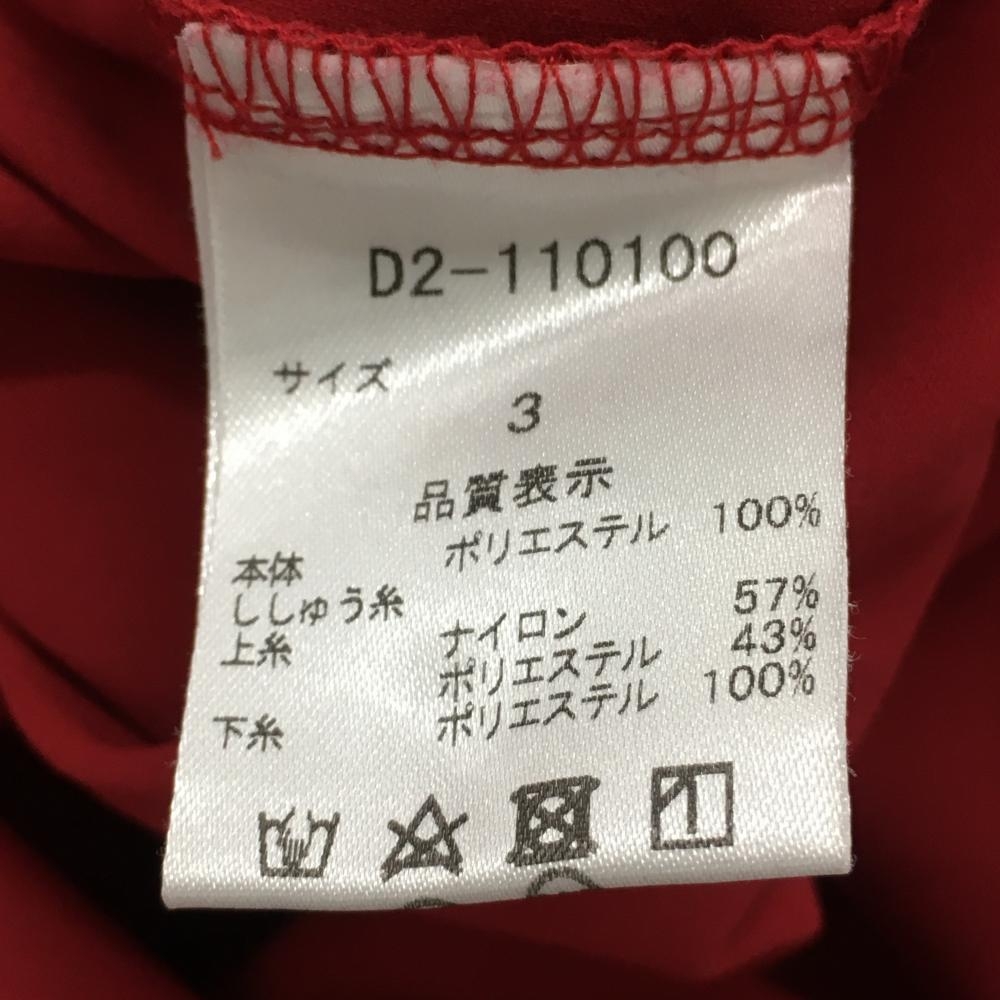 D2-110100
サイズ
3
品質表示
本体 ポリエステル 100%
ししゅう糸
上糸 ナイロン 57%
ポリエステル 43%
下糸 ポリエステル 100%